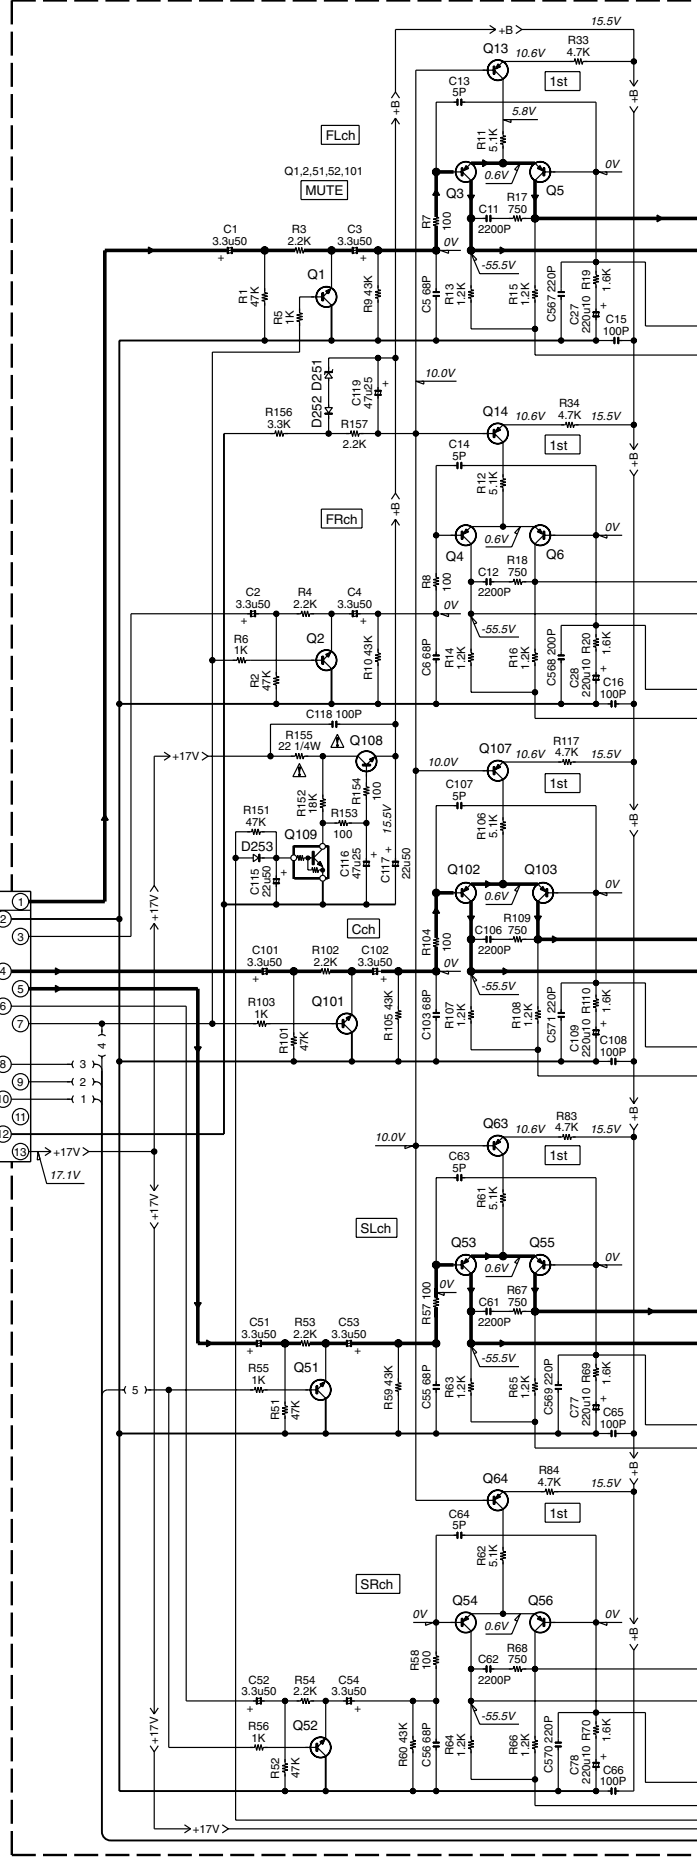 +B
15.5V
Q13
10.6V
R33
4.7K
C13
5P
1st
+B
+B
5.8V
FLch
R11
5.1K
Q1,2,51,52,101
MUTE
Q3
0.6V
Q5
0V
R17
750
C11
2200P
R7
100
C1
3.3u50
+
R3
2.2K
C3
3.3u50
+
0V
-55.5V
Q1
R1
47K
R5
1K
R9 43K
C5 68P
R13
1.2K
R15
1.2K
C567 220P
C27
220u10
+
R19
1.6K
C15
100P
D252 D251
C119
47u25
+
10.0V
R156
3.3K
R157
2.2K
Q14
10.6V
R34
4.7K
15.5V
C14
5P
1st
+B
R12
5.1K
+B
FRch
Q4
0.6V
Q6
0V
R18
750
C12
2200P
R8
100
C2
3.3u50
+
R4
2.2K
C4
3.3u50
+
0V
-55.5V
R6
1K
Q2
R2
47K
R10 43K
C6 68P
R14
1.2K
R16
1.2K
C568 200P
C28
220u10
+
R20
1.6K
C16
100P
C118 100P
R155
22 1/4W
Q108
+17V
R152
18K
R154
100
15.5V
R153
100
R151
47K
Q109
D253
C115
22u50
+
C116
47u25
+
C117
22u50
+
10.0V
Q107
10.6V
R117
4.7K
15.5V
C107
5P
1st
+B
R106
5.1K
Q102
0.6V
Q103
0V
R109
750
C106
2200P
R104
100
+17V
1
2
3
4
5
6
7
8
9
10
11
12
13
Cch
C101
3.3u50
+
R102
2.2K
C102
3.3u50
+
0V
-55.5V
R103
1K
Q101
R101
47K
R105 43K
C103 68P
R107
1.2K
R108
1.2K
C571 220P
C109
220u10
+
R110
1.6K
C108
100P
4
3
2
1
+17V
17.1V
+B
10.0V
Q63
10.6V
R83
4.7K
15.5V
C63
5P
1st
R61
5.1K
+17V
SLch
Q53
0.6V
Q55
0V
R57 100
0V
R67
750
C61
2200P
C51
3.3u50
+
R53
2.2K
C53
3.3u50
+
-55.5V
5
R55
1K
Q51
R51
47K
R59 43K
C55 68P
R63
1.2K
R65
1.2K
C569 220P
C77
220u10
+
R69
1.6K
C65
100P
+B
Q64
R84
4.7K
15.5V
C64
5P
1st
R62
5.1K
SRch
Q54
0.6V
Q56
0V
0V
+B
R58
100
R68
750
C62
2200P
C52
3.3u50
+
R54
2.2K
C54
3.3u50
+
-55.5V
+17V
R56
1K
Q52
R52
47K
R60 43K
C56 68P
R64
1.2K
R66
1.2K
C570 220P
C78
220u10
+
R70
1.6K
C66
100P
+17V